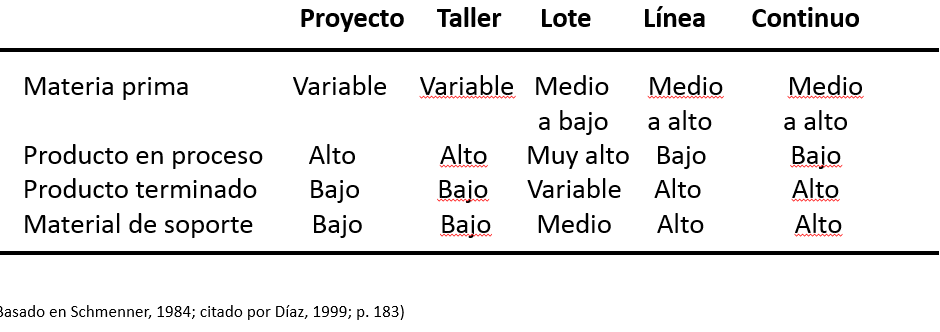 Proyecto Taller Lote Línea Continuo
Materia prima Variable Variable Medio Medio Medio
a bajo a alto a alto
Producto en proceso Alto Alto Muy alto Bajo Bajo
Producto terminado Bajo Bajo Variable Alto Alto
Material de soporte Bajo Bajo Medio Alto Alto
Basado en Schmenner, 1984; citado por Díaz, 1999; p. 183)